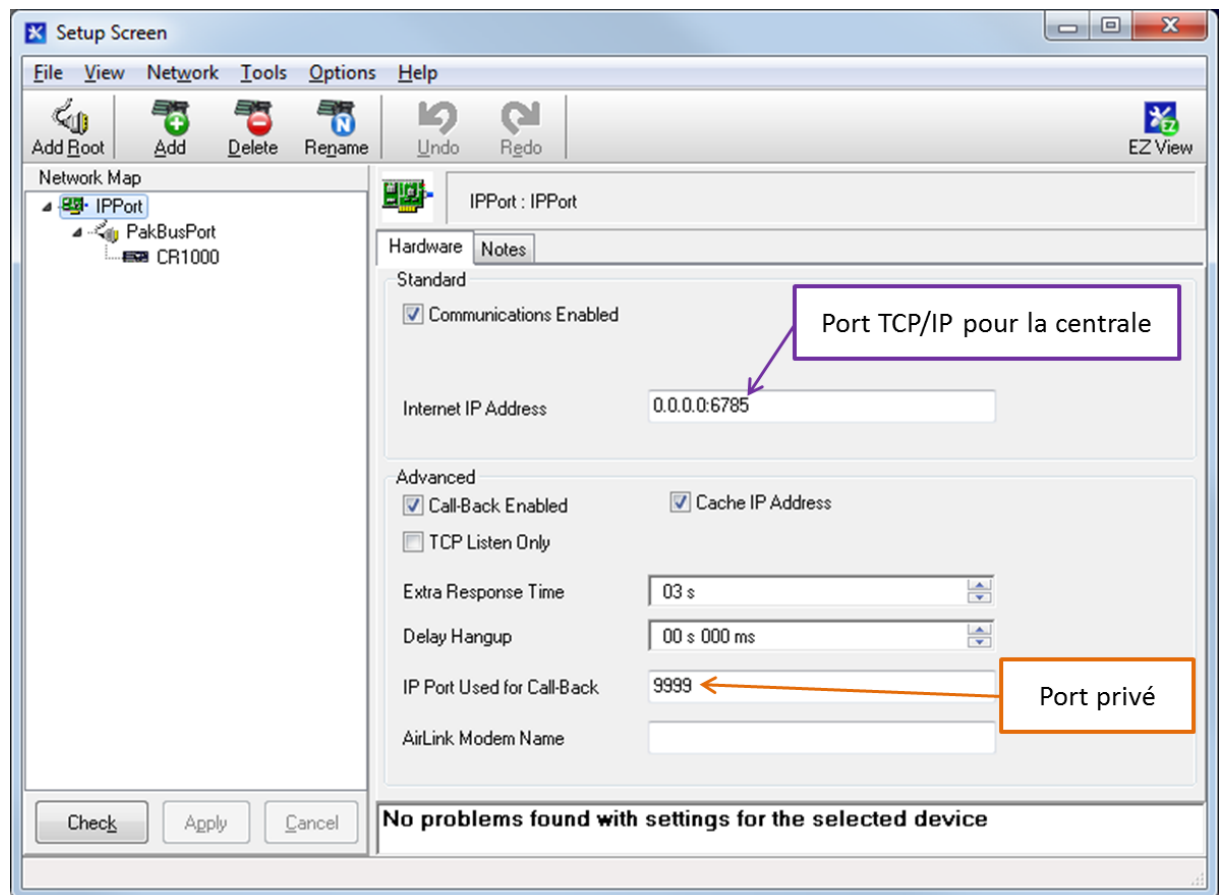 Setup Screen
File View Network Tools Options Help
Add Root Add Delete Rename Undo Redo EZ View
Network Map
IPPort
PakBusPort
CR1000
IPPort : IPPort
Hardware Notes
Standard
Communications Enabled
Port TCP/IP pour la centrale
Internet IP Address 0.0.0.0:6785
Advanced
Call-Back Enabled Cache IP Address
TCP Listen Only
Extra Response Time 03 s
Delay Hangup 00 s 000 ms
IP Port Used for Call-Back 9999
Port privé
AirLink Modem Name
Check Apply Cancel
No problems found with settings for the selected device